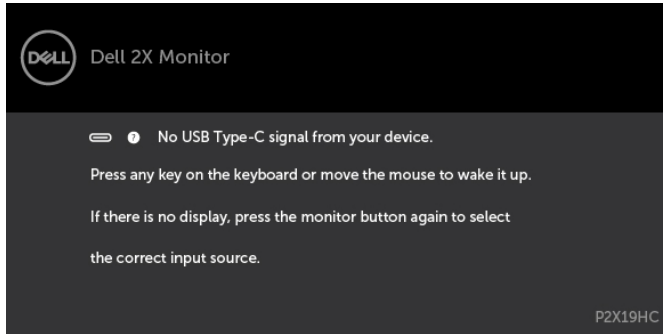 DELL Dell 2X Monitor
? No USB Type-C signal from your device.
Press any key on the keyboard or move the mouse to wake it up.
If there is no display, press the monitor button again to select
the correct input source.
P2X19HC